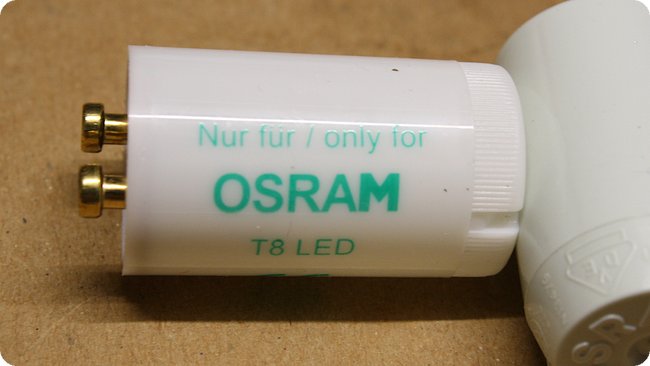 Nur für / only for
OSRAM
T8 LED